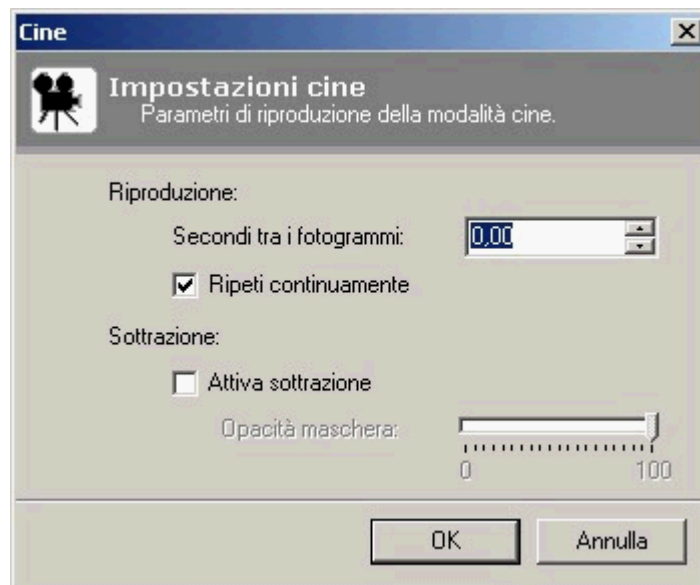 Cine
Impostazioni cine
Parametri di riproduzione della modalità cine.
Riproduzione:
Secondi tra i fotogrammi: 0,00
Ripeti continuamente
Sottrazione:
Attiva sottrazione
Opacità maschera:
0 100
OK Annulla